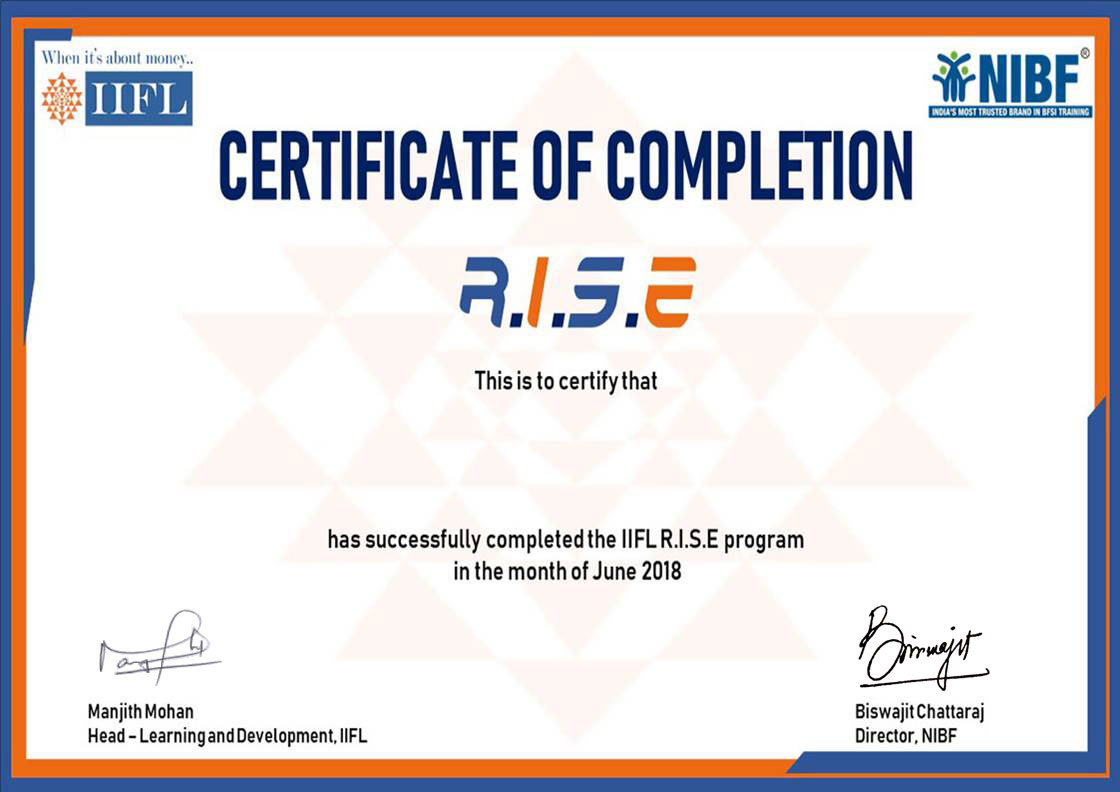 When it's about money..
IIFL
NIBF®
INDIA'S MOST TRUSTED BRAND IN BFSI TRAINING
CERTIFICATE OF COMPLETION
R.I.S.E
This is to certify that
has successfully completed the IIFL R.I.S.E program
in the month of June 2018
Biswajit
Manjith Mohan
Head – Learning and Development, IIFL
Biswajit Chattaraj
Director, NIBF